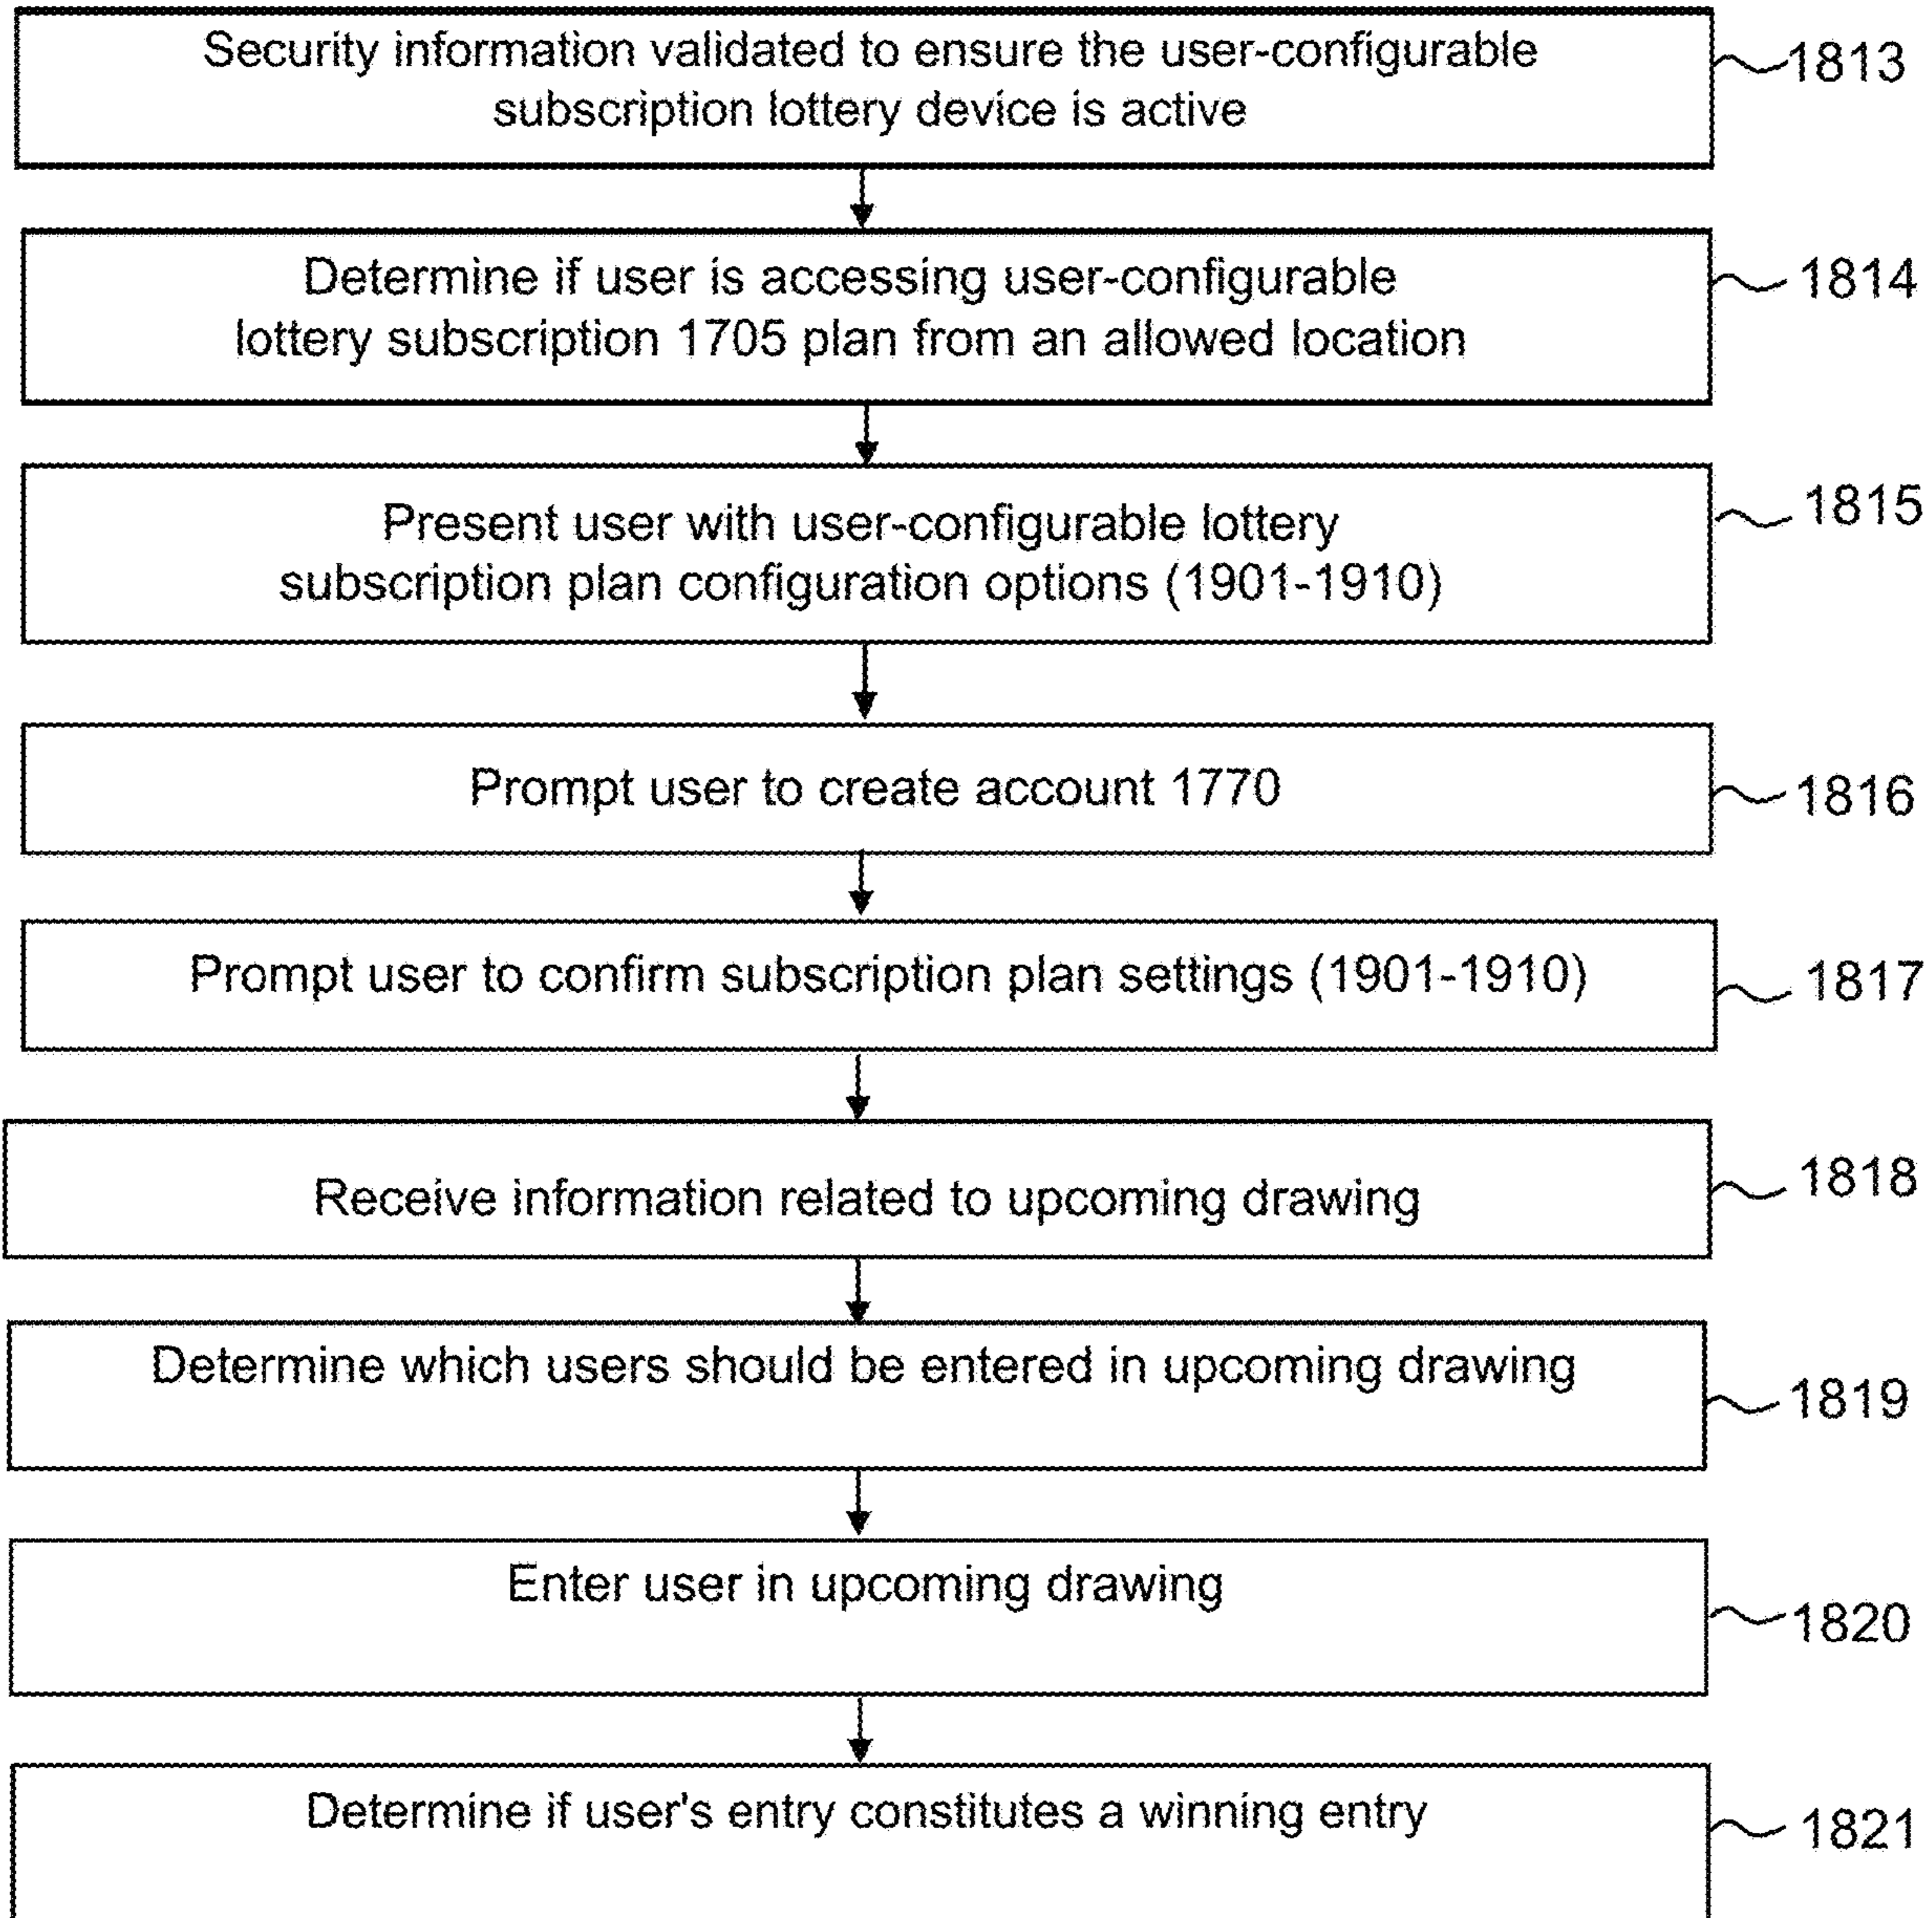 Security information validated to ensure the user-configurable
subscription lottery device is active
1813
Determine if user is accessing user-configurable
lottery subscription 1705 plan from an allowed location
1814
Present user with user-configurable lottery
subscription plan configuration options (1901-1910)
1815
Prompt user to create account 1770
1816
Prompt user to confirm subscription plan settings (1901-1910)
1817
Receive information related to upcoming drawing
1818
Determine which users should be entered in upcoming drawing
1819
Enter user in upcoming drawing
1820
Determine if user's entry constitutes a winning entry
1821